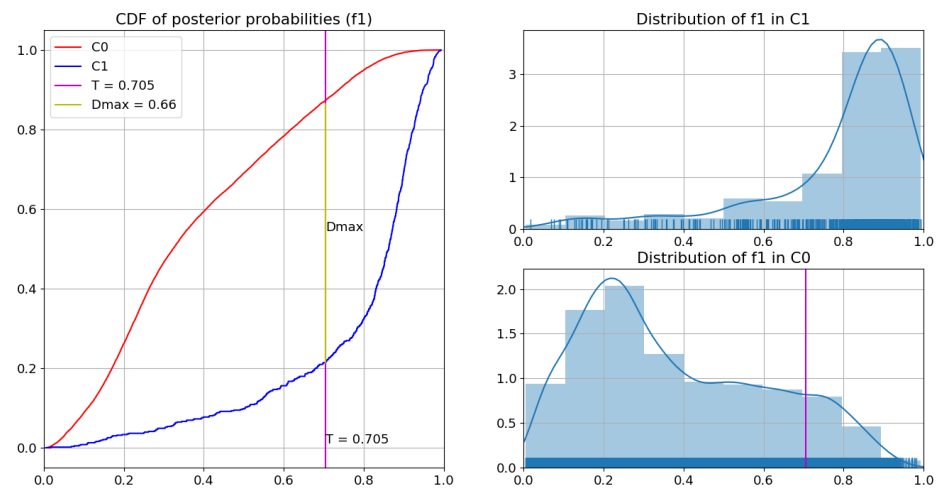 CDF of posterior probabilities (f1)
1.0
0.8
0.6
0.4
0.2
0.0
C0
C1
T = 0.705
Dmax = 0.66
Dmax
T = 0.705
0.0 0.2 0.4 0.6 0.8 1.0
Distribution of f1 in C1
3
2
1
0
0.0 0.2 0.4 0.6 0.8 1.0
Distribution of f1 in C0
2.0
1.5
1.0
0.5
0.0
0.0 0.2 0.4 0.6 0.8 1.0